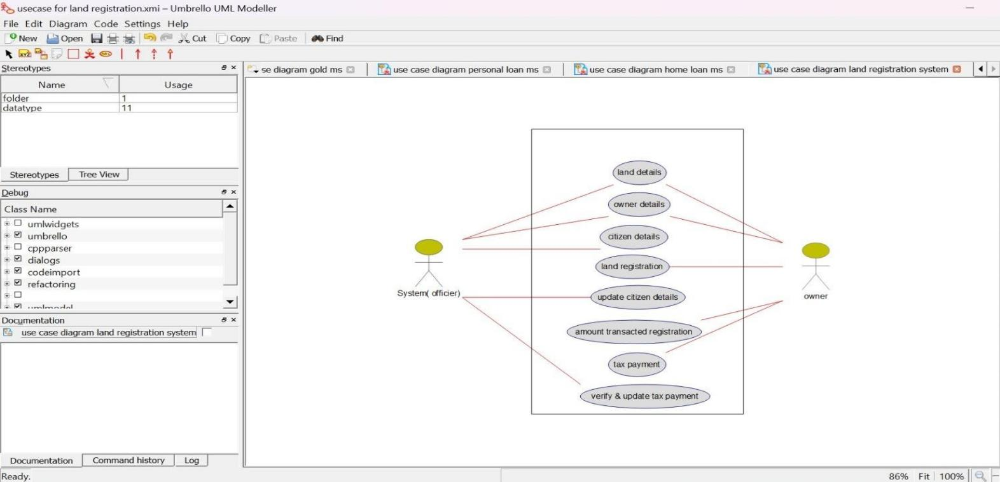 usecase for land registration.xmi – Umbrello UML Modeller
File Edit Diagram Code Settings Help
New Open Cut Copy Paste Find
Stereotypes
Name Usage
folder 1
datatype 11
Stereotypes Tree View
Debug
Class Name
umlwidgets
umbrello
cppparser
dialogs
codeimport
refactoring
umlmodel
Documentation
use case diagram land registration system
Documentation Command history Log
Ready.
se diagram gold ms use case diagram personal loan ms use case diagram home loan ms use case diagram land registration system
land details
owner details
citizen details
land registration
update citizen details
amount transacted registration
tax payment
verify & update tax payment
System( officier)
owner
86% Fit 100%